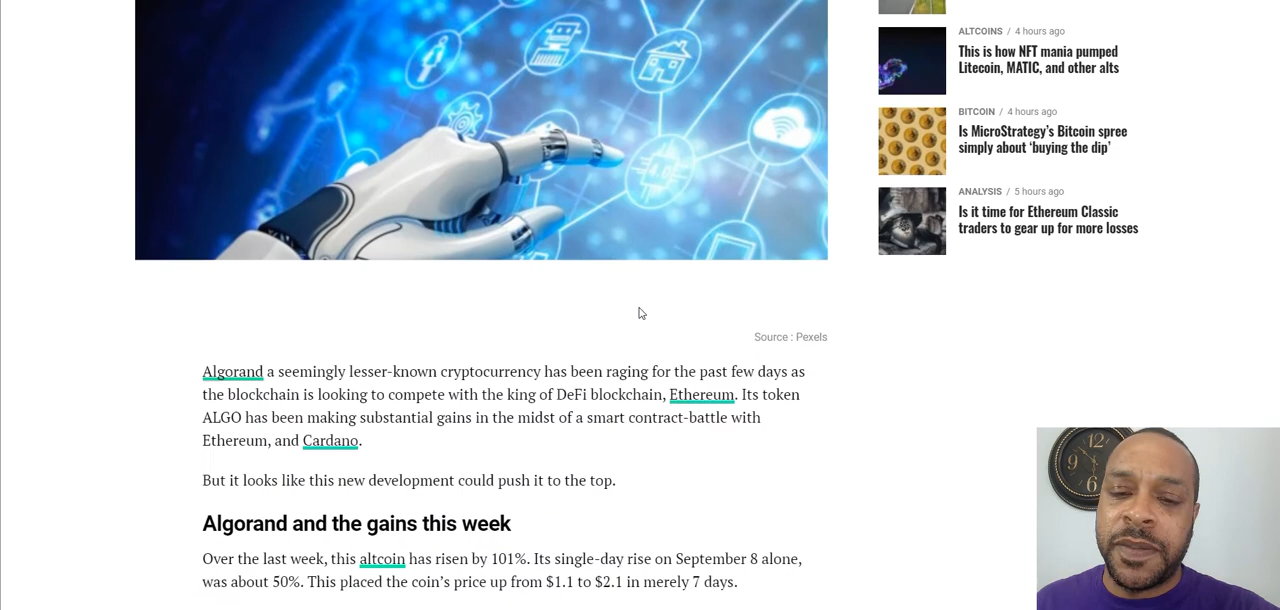 ALTCOINS / 4 hours ago
This is how NFT mania pumped
Litecoin, MATIC, and other alts
BITCOIN / 4 hours ago
Is MicroStrategy's Bitcoin spree
simply about 'buying the dip'
ANALYSIS / 5 hours ago
Is it time for Ethereum Classic
traders to gear up for more losses
4.0
Source : Pexels
Algorand a seemingly lesser-known cryptocurrency has been raging for the past few days as
the blockchain is looking to compete with the king of DeFi blockchain, Ethereum. Its token
ALGO has been making substantial gains in the midst of a smart contract-battle with
Ethereum, and Cardano.
But it looks like this new development could push it to the top.
Algorand and the gains this week
Over the last week, this altcoin has risen by 101%. Its single-day rise on September 8 alone,
was about 50%. This placed the coin's price up from $1.1 to $2.1 in merely 7 days.
12
9
6